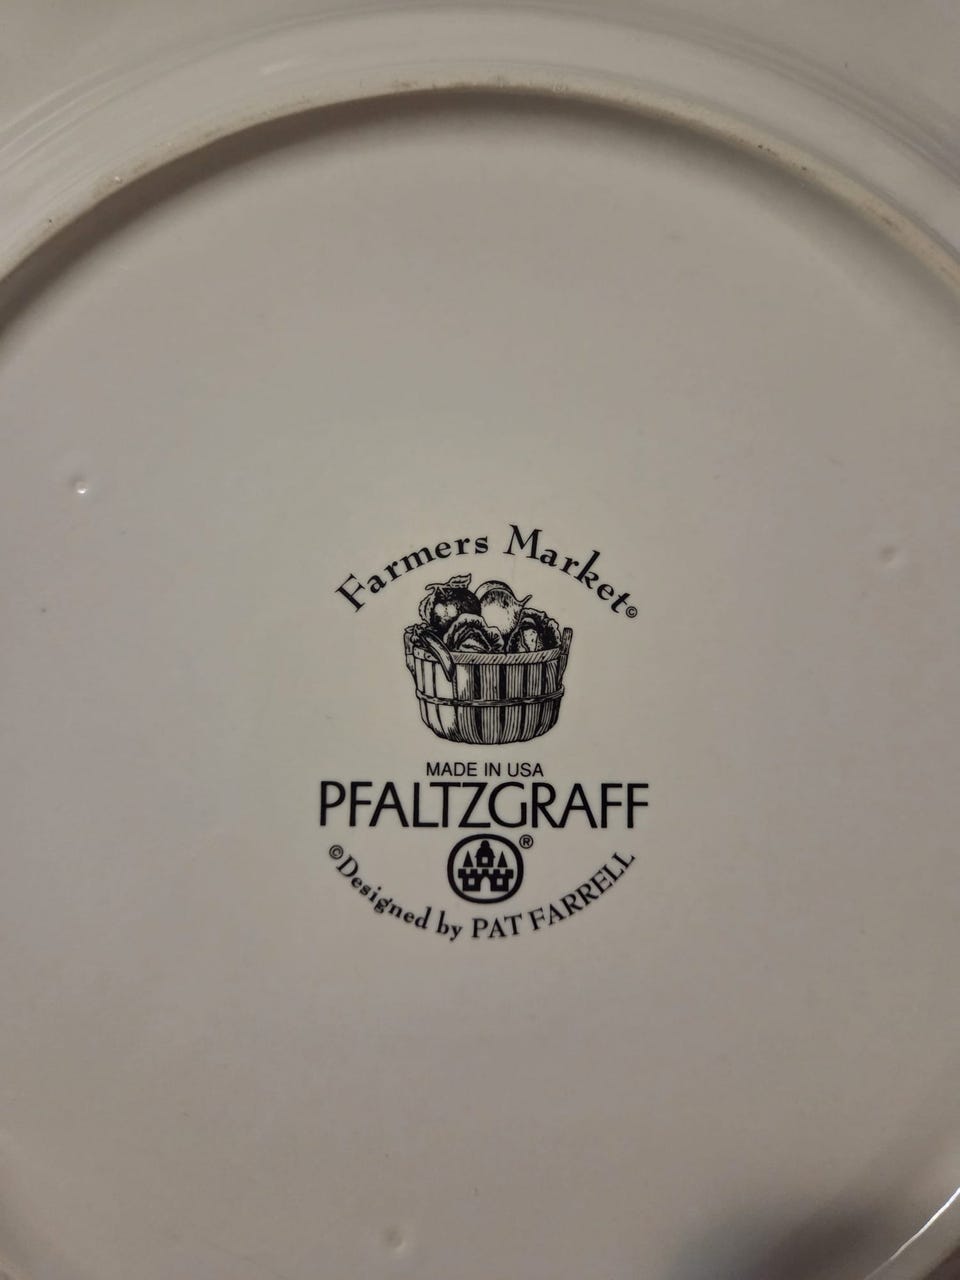 Farmers Market©
MADE IN USA
PFALTZGRAFF
®
©Designed by PAT FARRELL